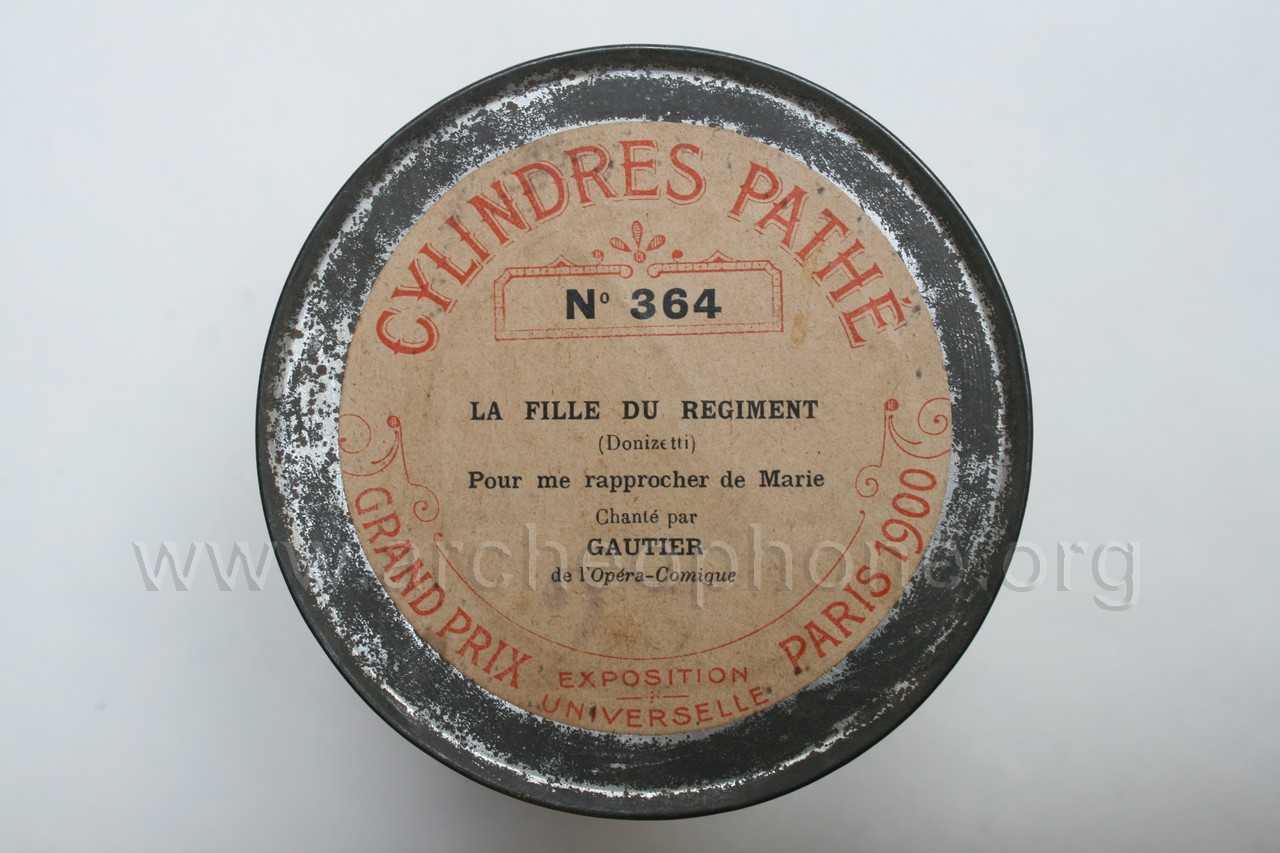 CYLINDRES PATHÉ
Nº 364
LA FILLE DU REGIMENT
(Donizetti)
Pour me rapprocher de Marie
Chanté par
GAUTIER
de l'Opéra-Comique
GRAND PRIX
EXPOSITION
UNIVERSELLE
PARIS 1900
www.archeophone.org